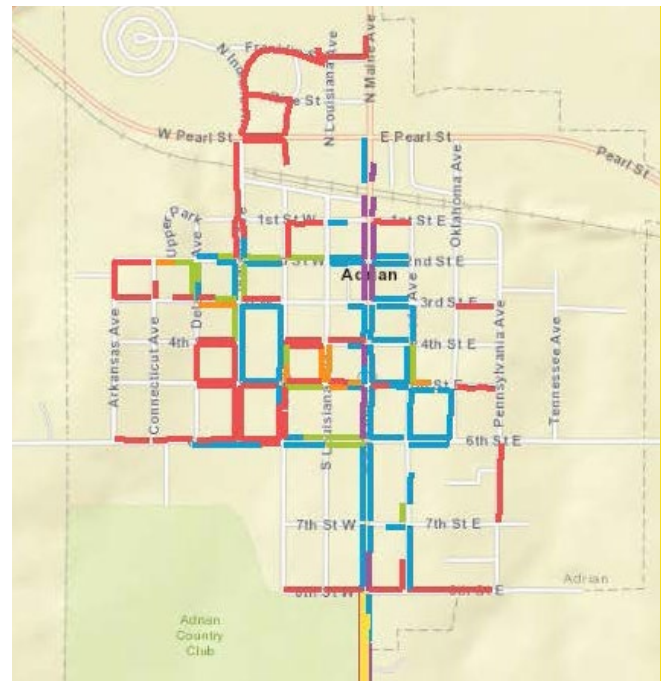 N Louisiana Ave
N Maine Ave
W Pearl St
E Pearl St
Pearl St
Oklahoma Ave
Upper Park
1st St W
1st St E
2nd St E
Adrian
Ave
3rd St E
4th
4th St E
St E
Arkansas Ave
Connecticut Ave
Pennsylvania Ave
Tennessee Ave
S Louisiana
6th St E
7th St W
7th St E
Adrian
Adrian
Country
Club